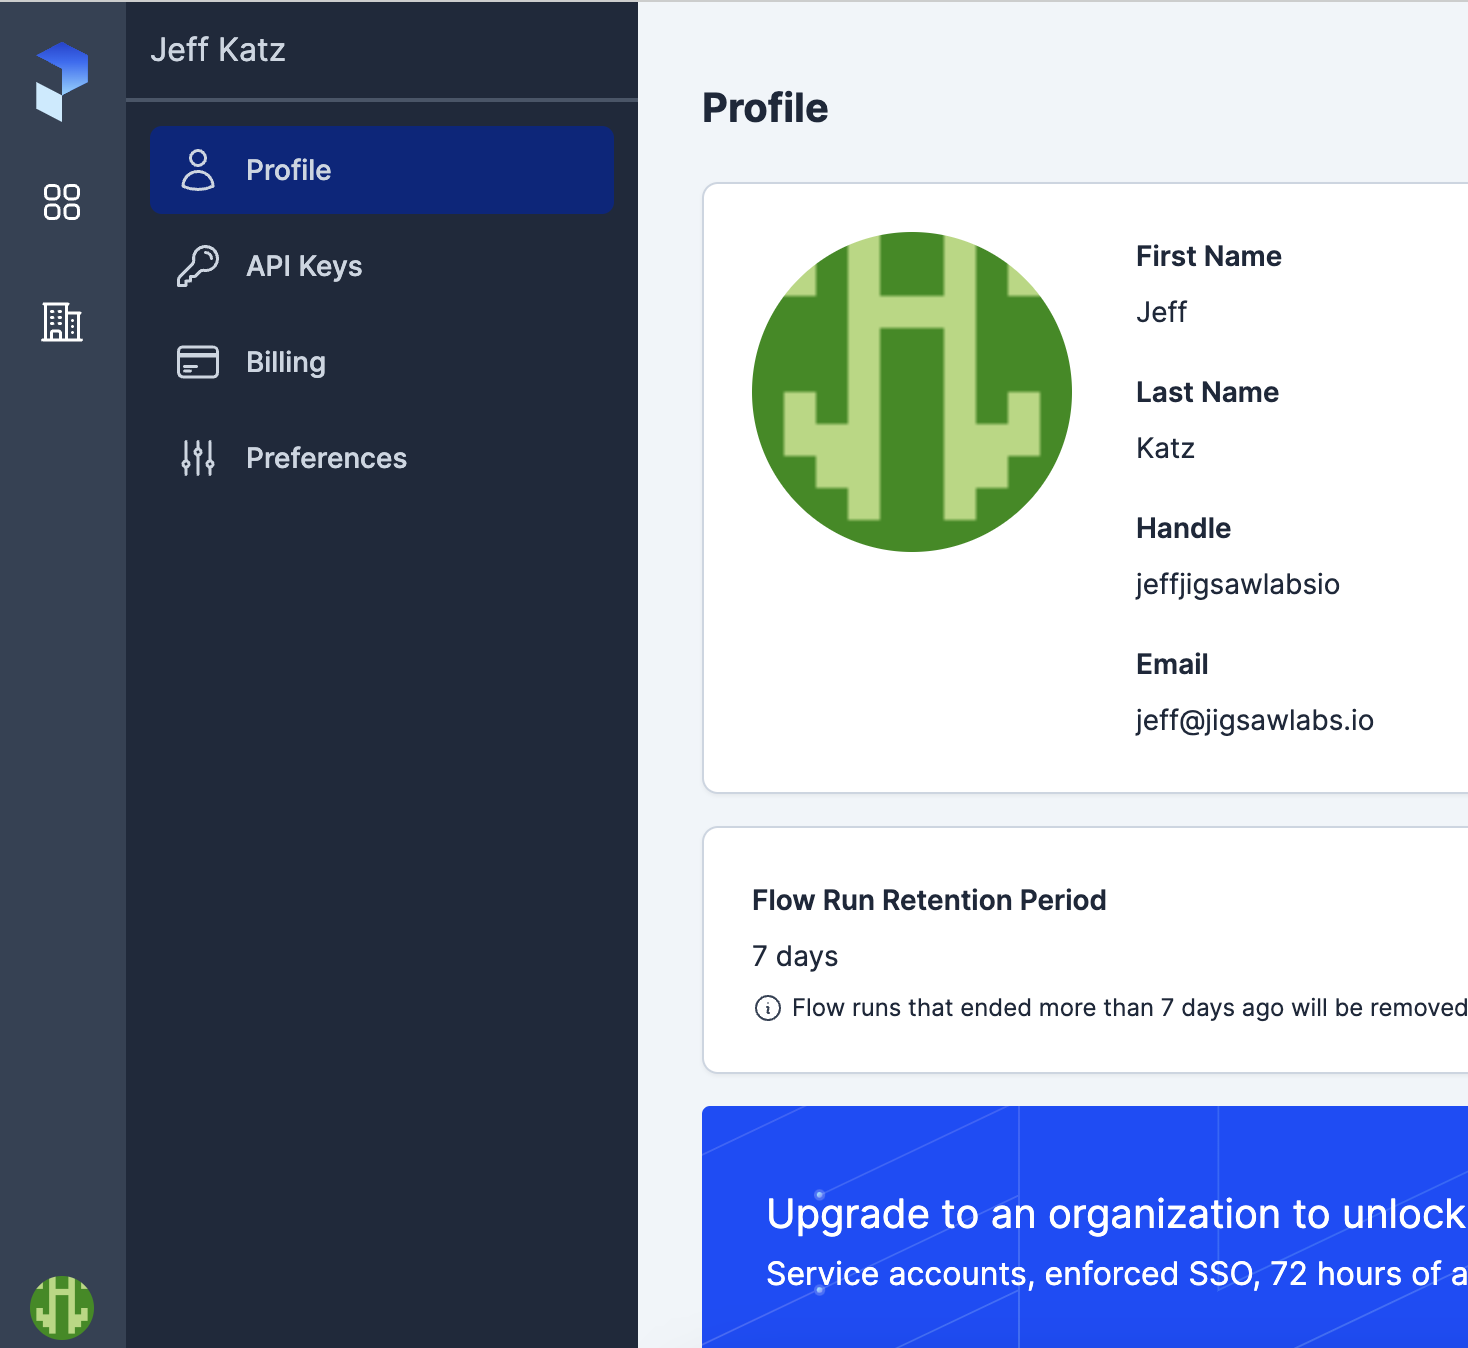 Jeff Katz
Profile
API Keys
Billing
Preferences
Profile
First Name
Jeff
Last Name
Katz
Handle
jeffjigsawlabsio
Email
jeff@jigsawlabs.io
Flow Run Retention Period
7 days
Flow runs that ended more than 7 days ago will be removed
Upgrade to an organization to unlock
Service accounts, enforced SSO, 72 hours of a